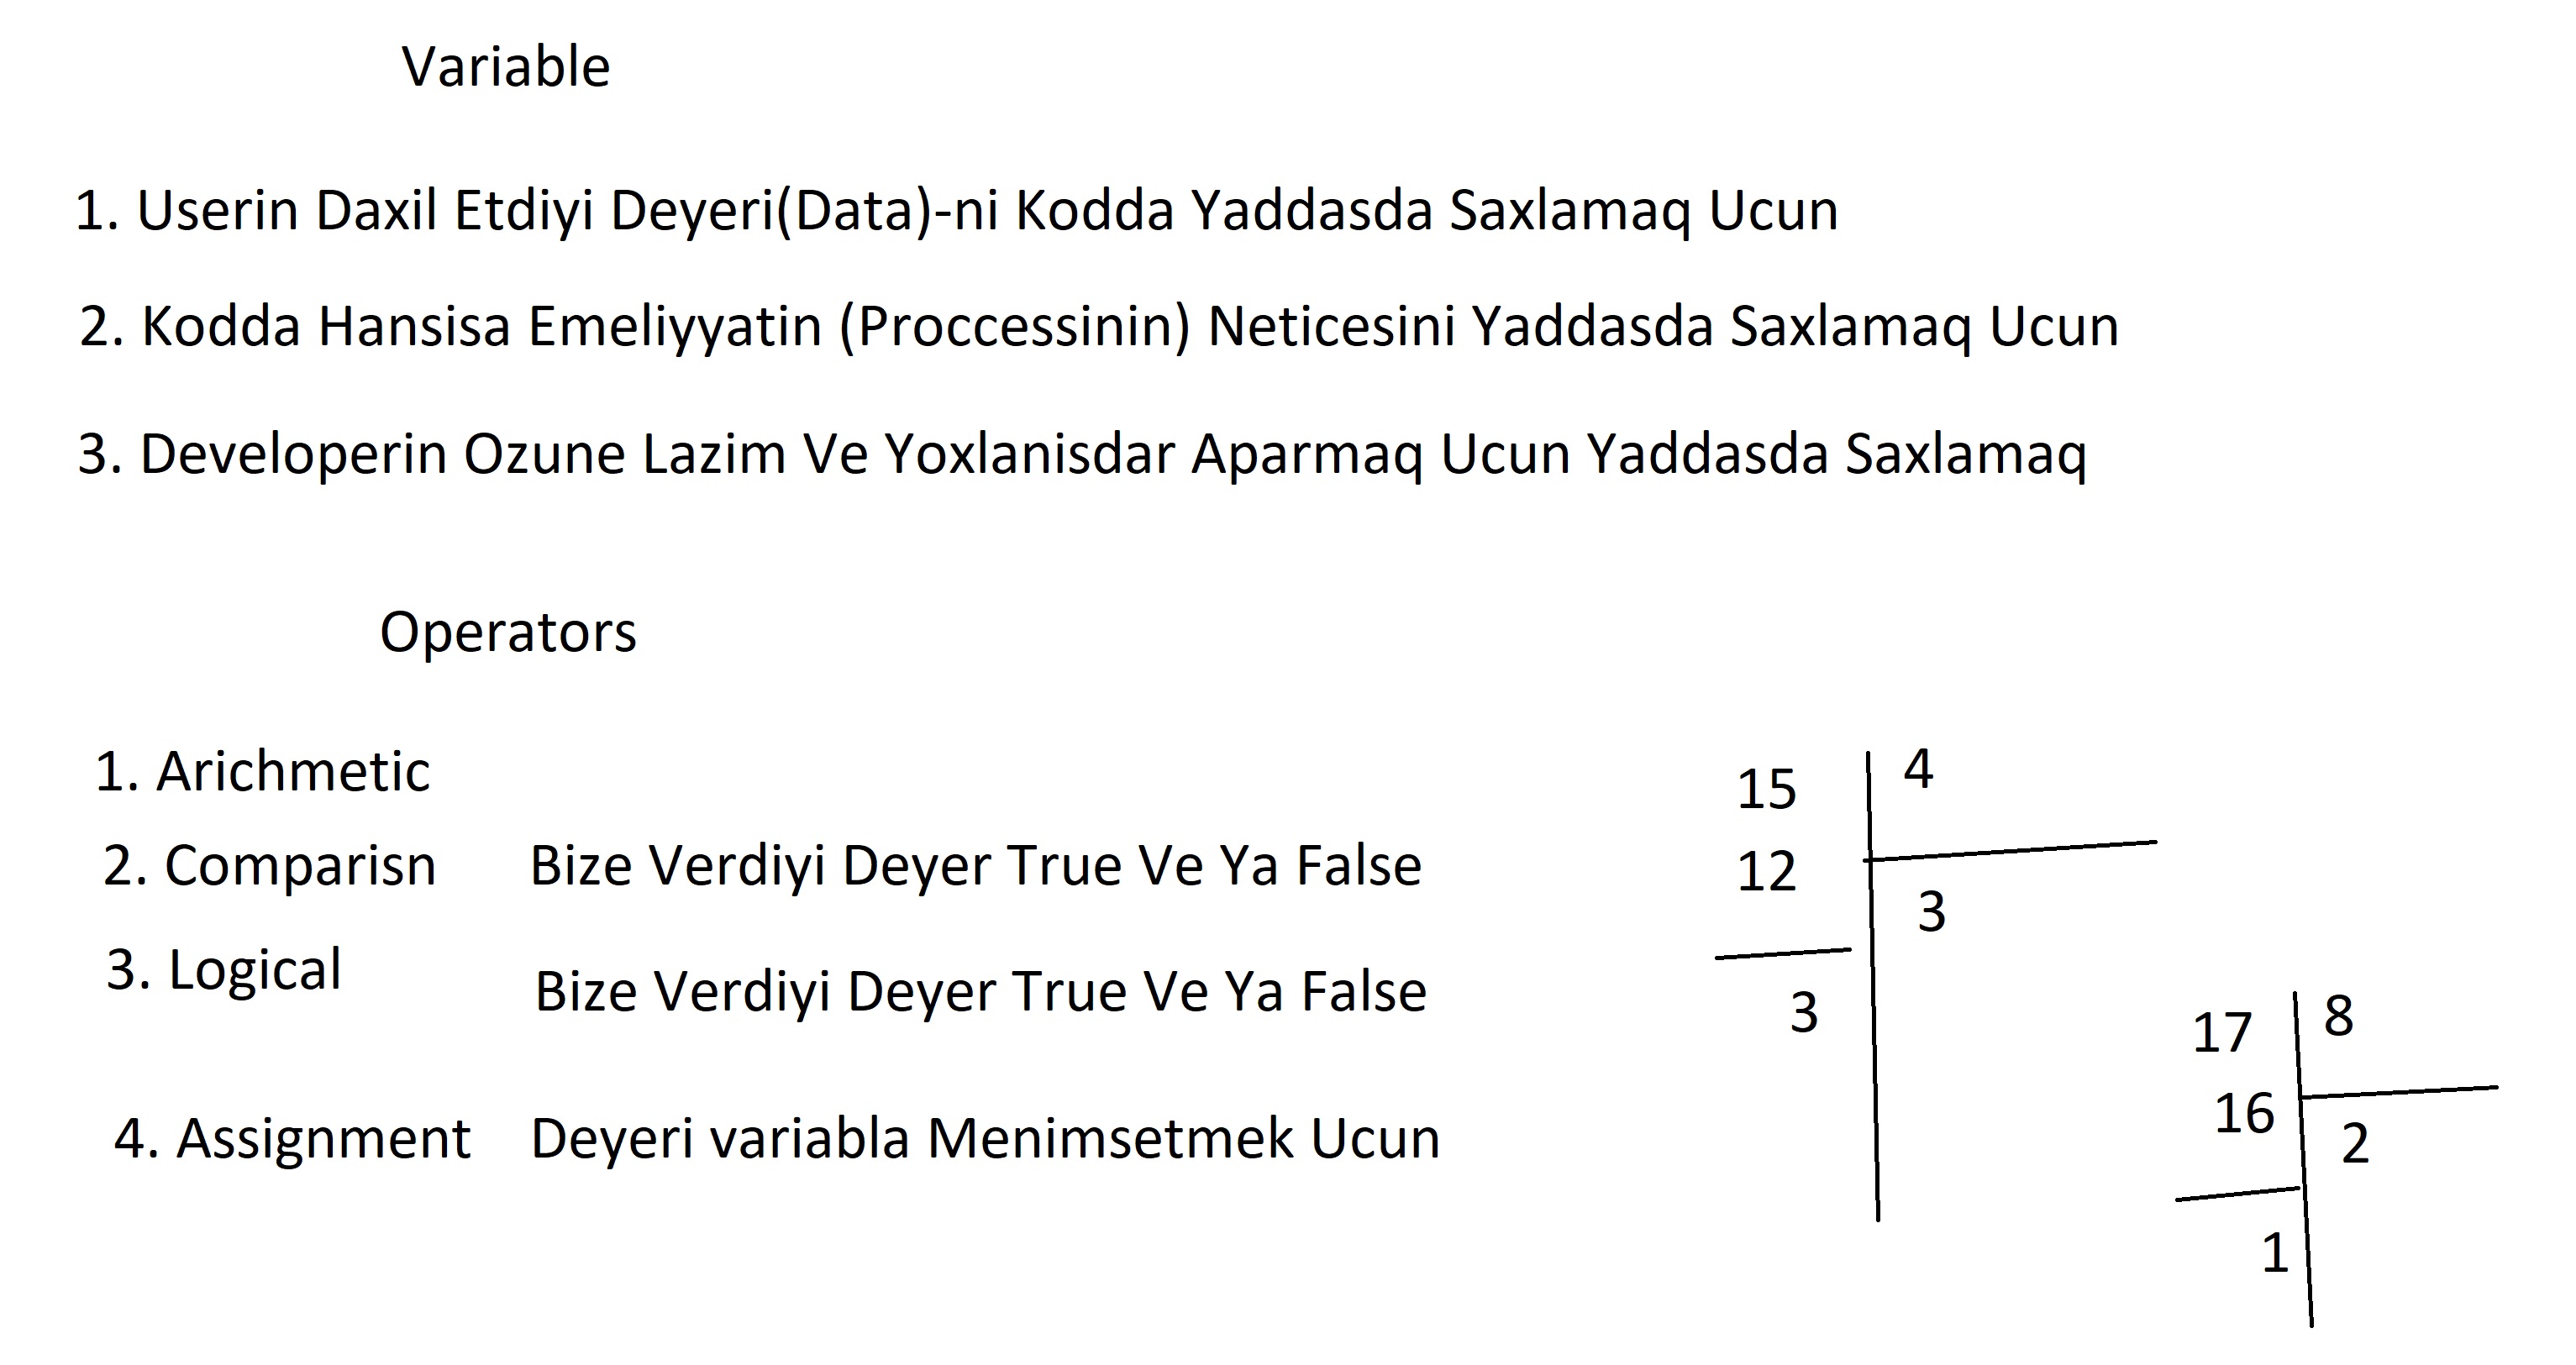 Variable
1. Userin Daxil Etdiyi Deyeri(Data)-ni Kodda Yaddasda Saxlamaq Ucun
2. Kodda Hansisa Emeliyyatin (Proccessinin) Neticesini Yaddasda Saxlamaq Ucun
3. Developerin Ozune Lazim Ve Yoxlanisdar Aparmaq Ucun Yaddasda Saxlamaq
Operators
1. Arichmetic
2. Comparisn Bize Verdiyi Deyer True Ve Ya False
3. Logical Bize Verdiyi Deyer True Ve Ya False
4. Assignment Deyeri variabla Menimsetmek Ucun
15 4
12 3
3
17 8
16 2
1